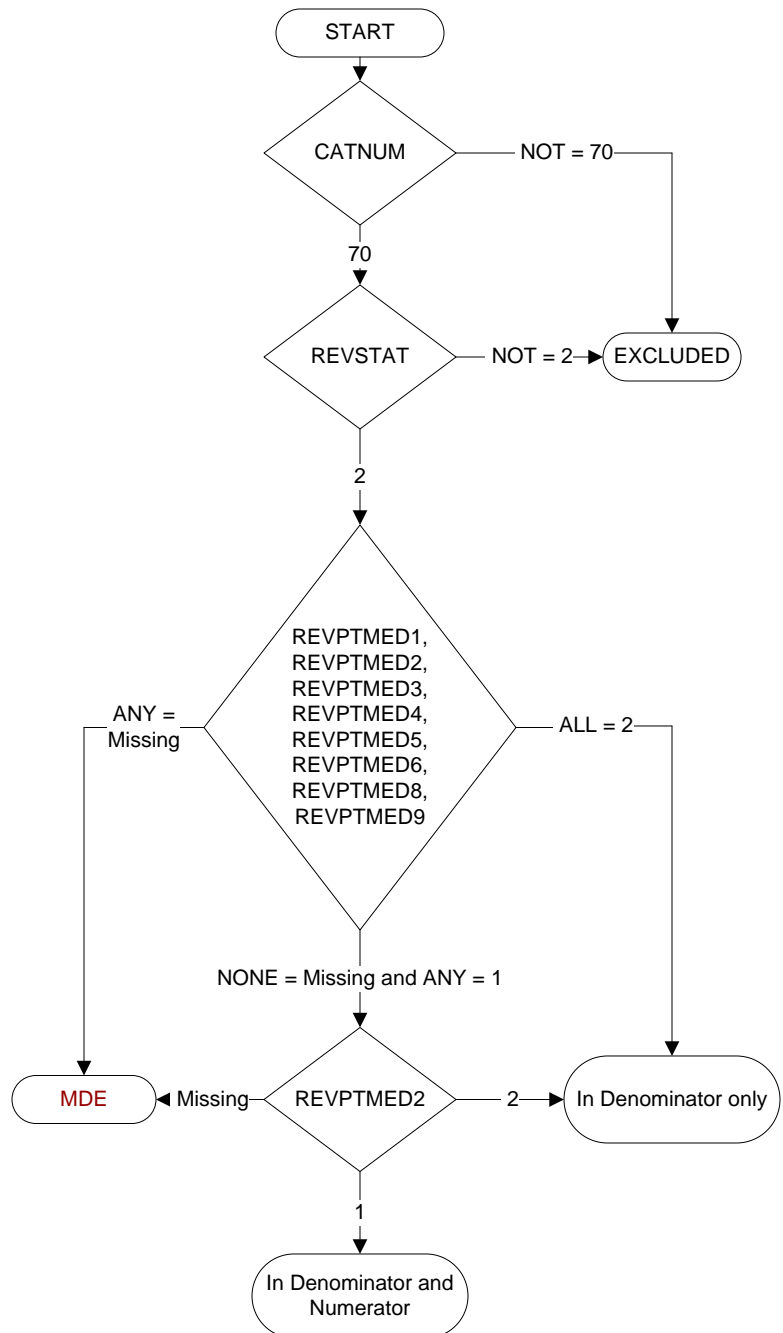 START
CATNUM
NOT = 70
70
REVSTAT
NOT = 2
EXCLUDED
2
REVPTMED1,
REVPTMED2,
REVPTMED3,
REVPTMED4,
REVPTMED5,
REVPTMED6,
REVPTMED8,
REVPTMED9
ANY =
Missing
ALL = 2
NONE = Missing and ANY = 1
MDE
Missing
REVPTMED2
2
In Denominator only
1
In Denominator and
Numerator